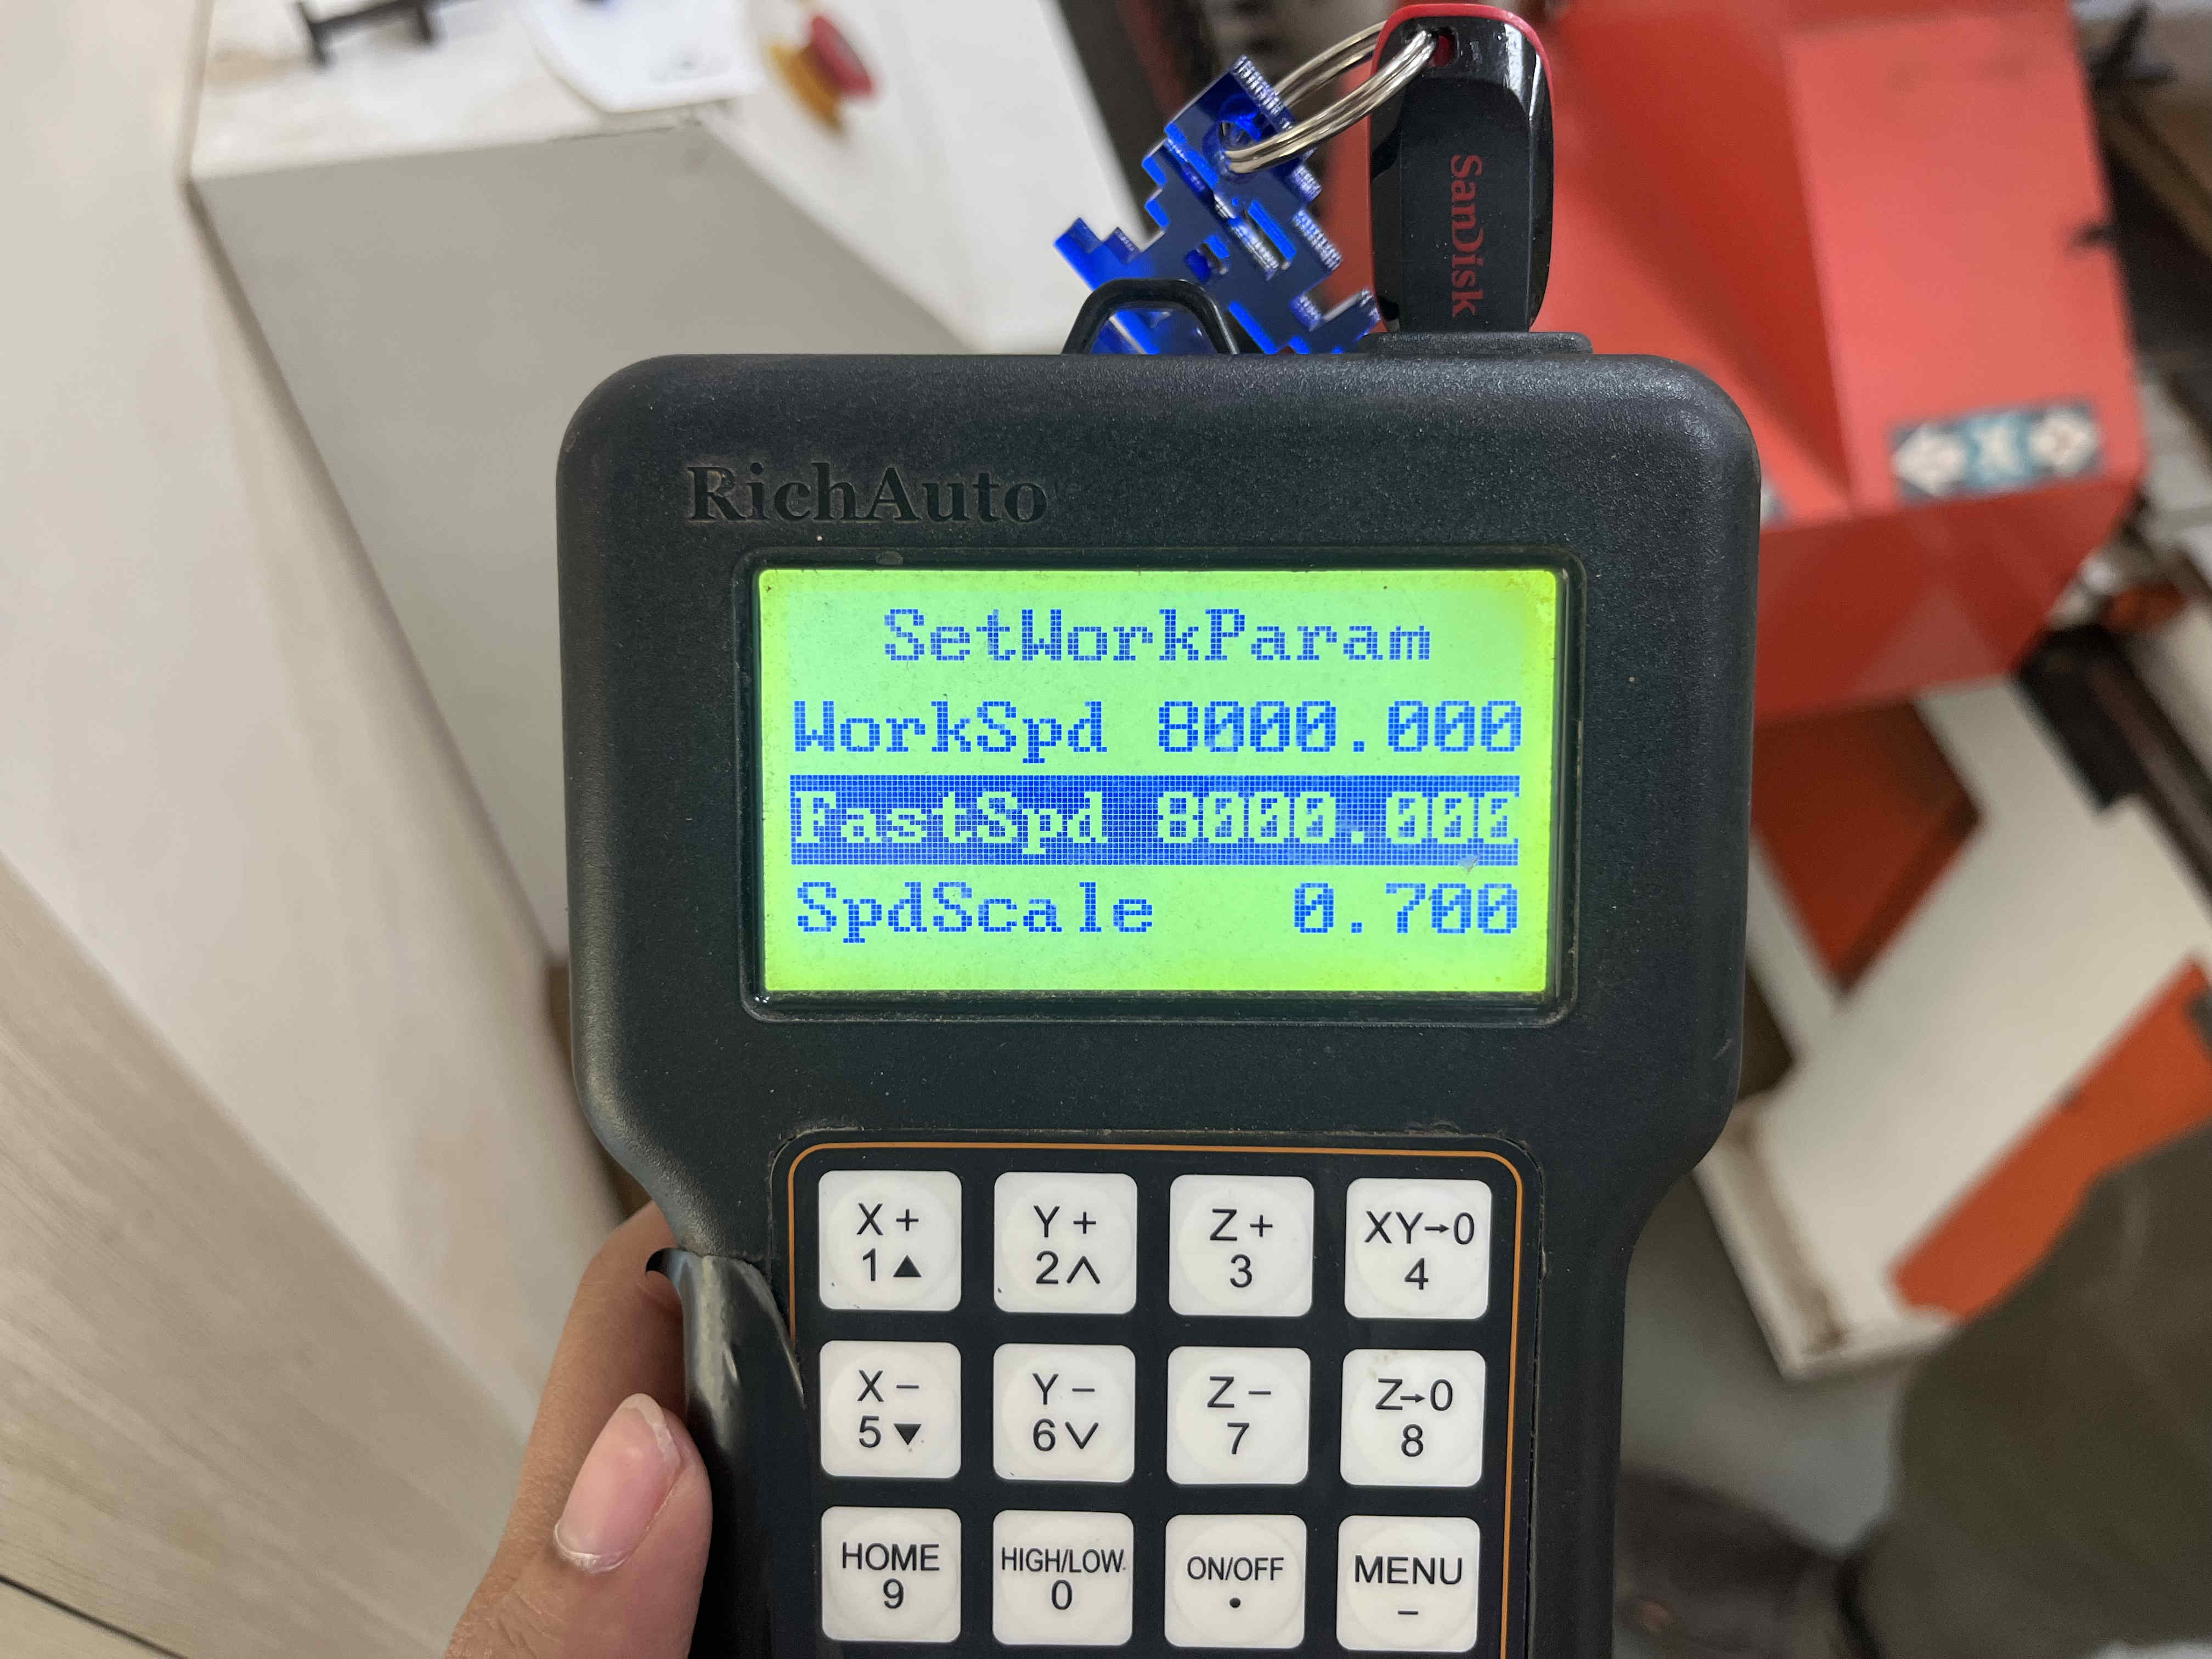 SanDisk
RichAuto
SetWorkParam
WorkSpd 8000.000
FastSpd 8000.000
SpdScale 0.700
X+ Y+ Z+ XY→0
1▲ 2∧ 3 4
X− Y− Z− Z→0
5▼ 6∨ 7 8
HOME HIGH/LOW ON/OFF MENU
9 0 • −